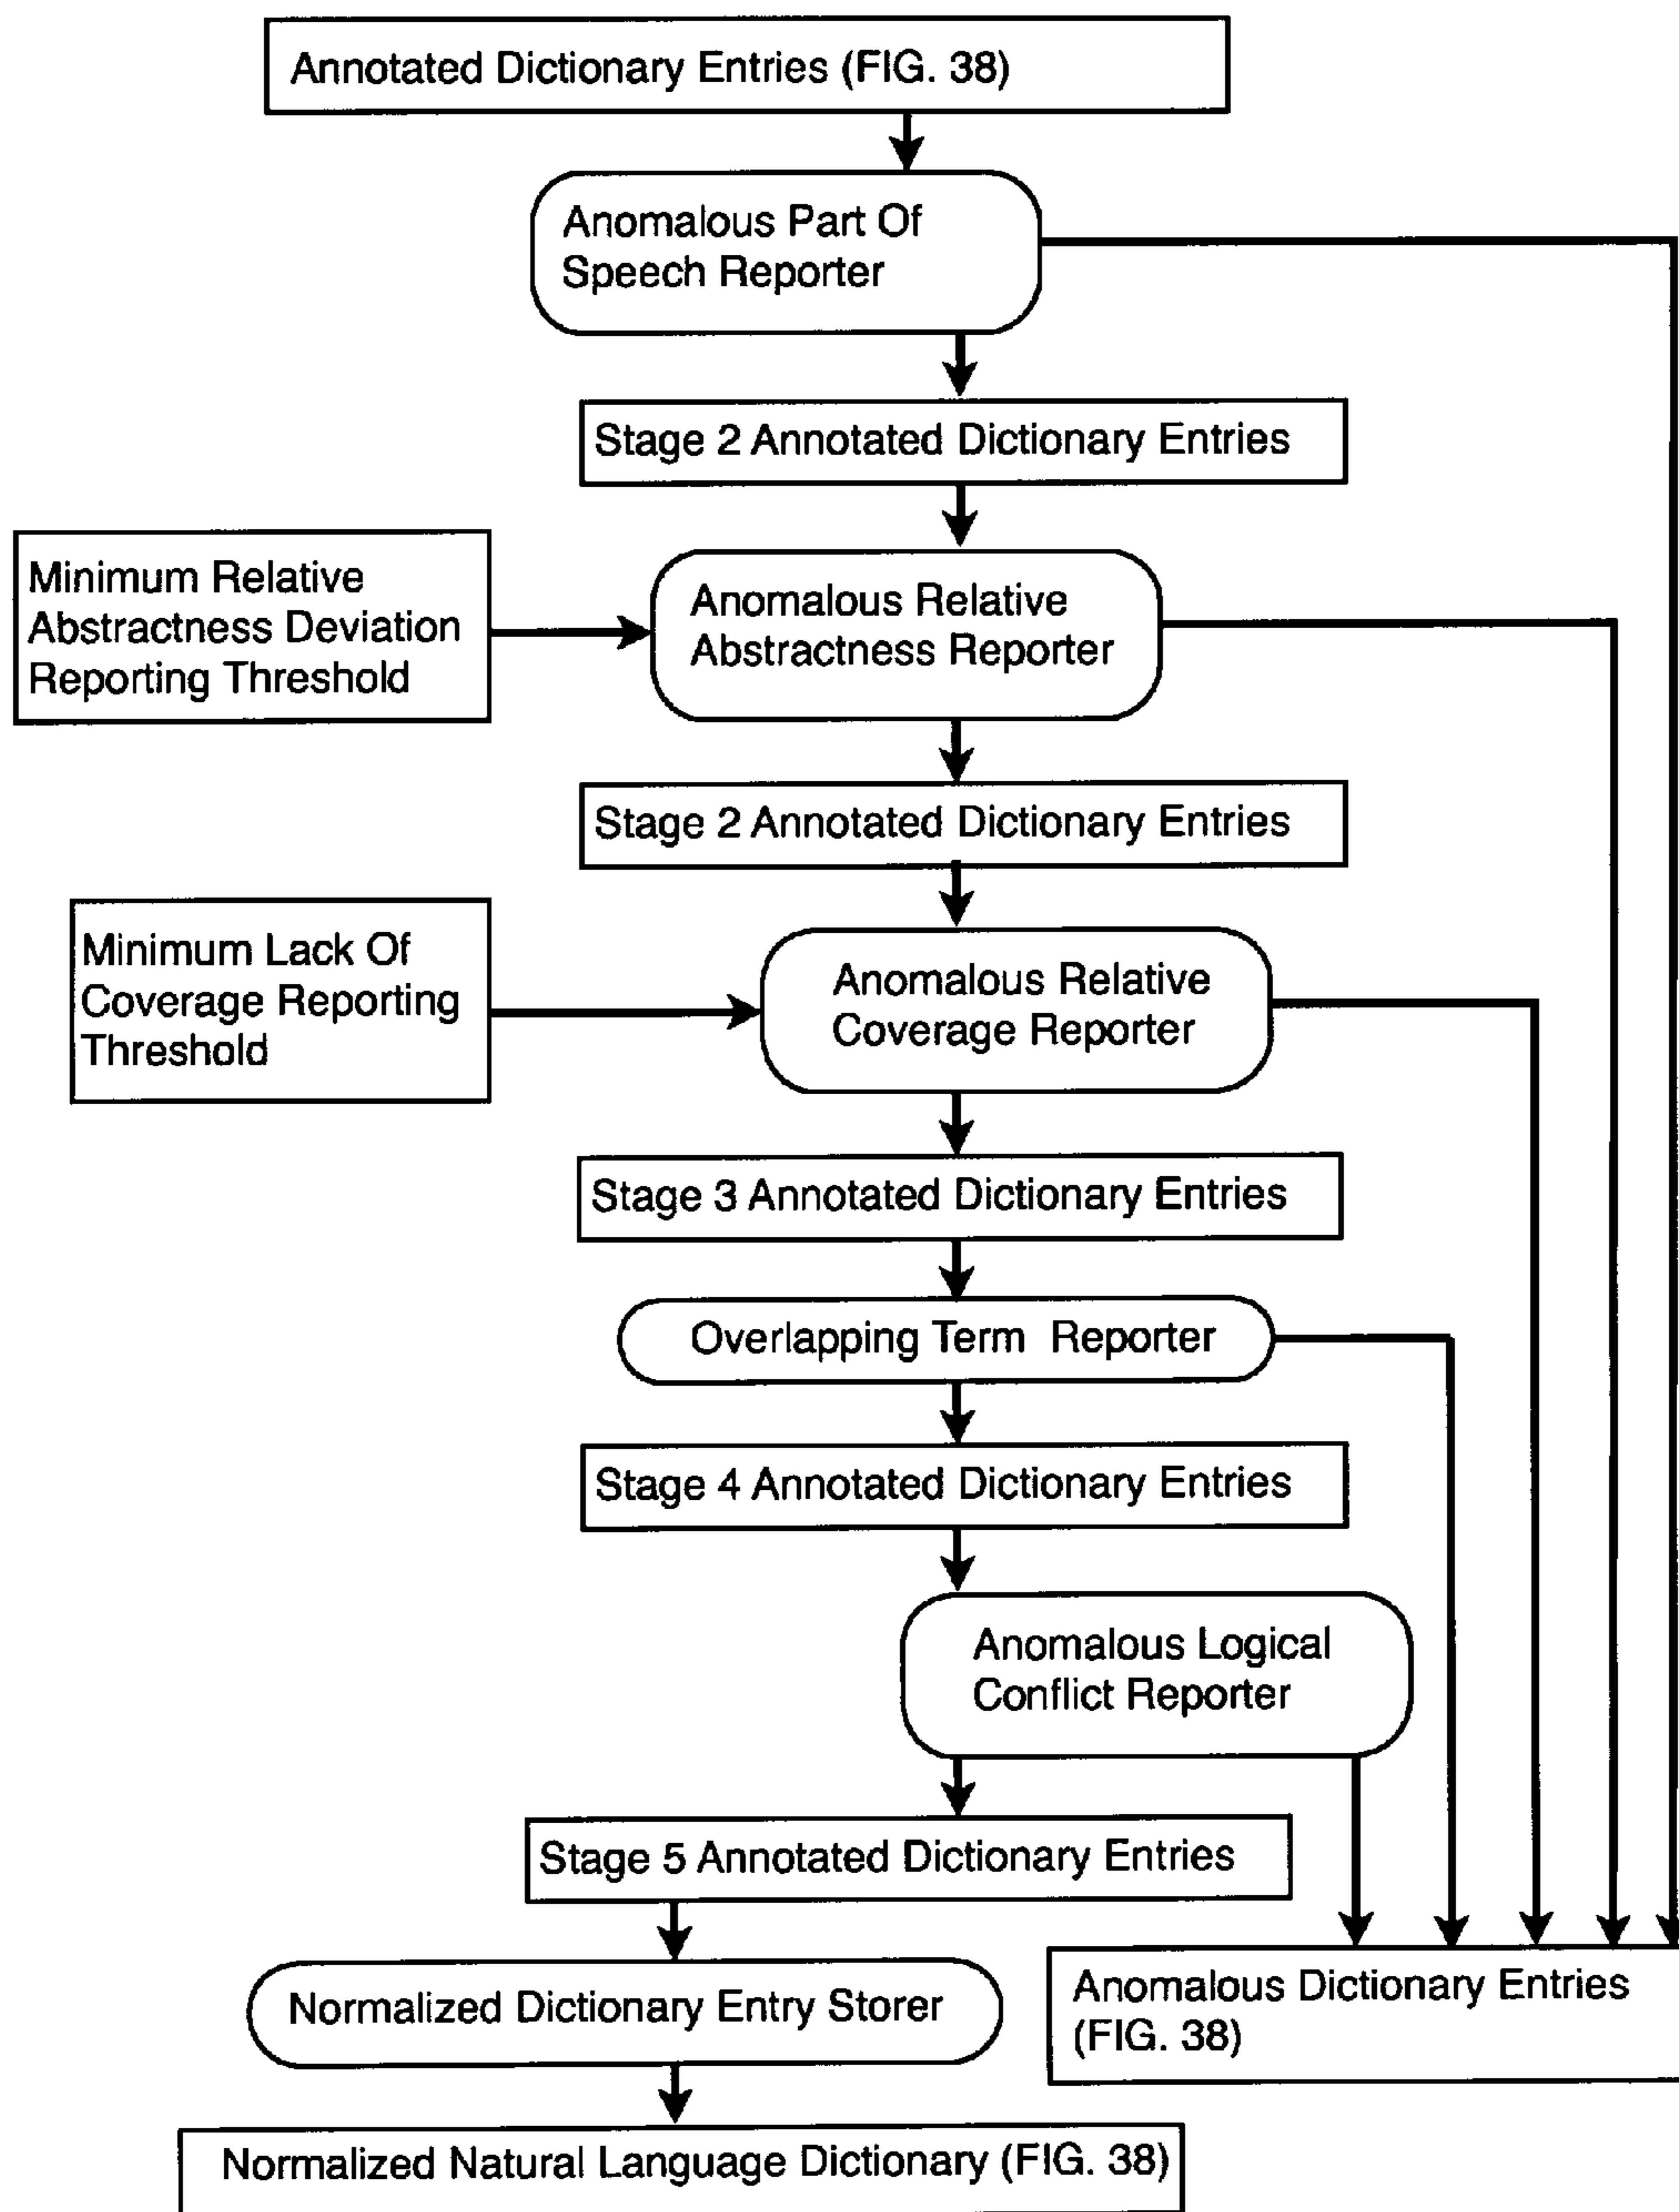 Annotated Dictionary Entries (FIG. 38)
Anomalous Part Of
Speech Reporter
Stage 2 Annotated Dictionary Entries
Minimum Relative
Abstractness Deviation
Reporting Threshold
Anomalous Relative
Abstractness Reporter
Stage 2 Annotated Dictionary Entries
Minimum Lack Of
Coverage Reporting
Threshold
Anomalous Relative
Coverage Reporter
Stage 3 Annotated Dictionary Entries
Overlapping Term Reporter
Stage 4 Annotated Dictionary Entries
Anomalous Logical
Conflict Reporter
Stage 5 Annotated Dictionary Entries
Normalized Dictionary Entry Storer
Anomalous Dictionary Entries
(FIG. 38)
Normalized Natural Language Dictionary (FIG. 38)